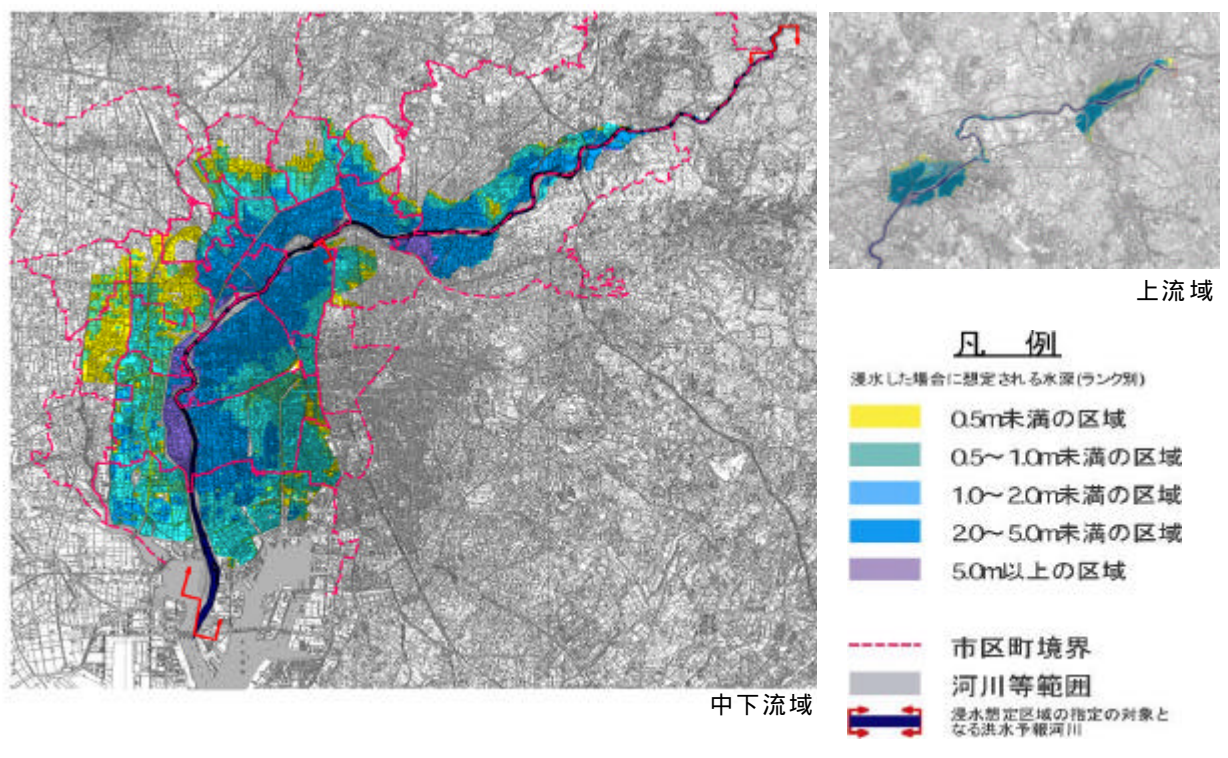 上流域
凡 例
浸水した場合に想定される水深(ランク別)
0.5m未満の区域
0.5～1.0m未満の区域
1.0～2.0m未満の区域
2.0～5.0m未満の区域
5.0m以上の区域
市区町境界
河川等範囲
浸水想定区域の指定の対象と
なる洪水予報河川
中下流域